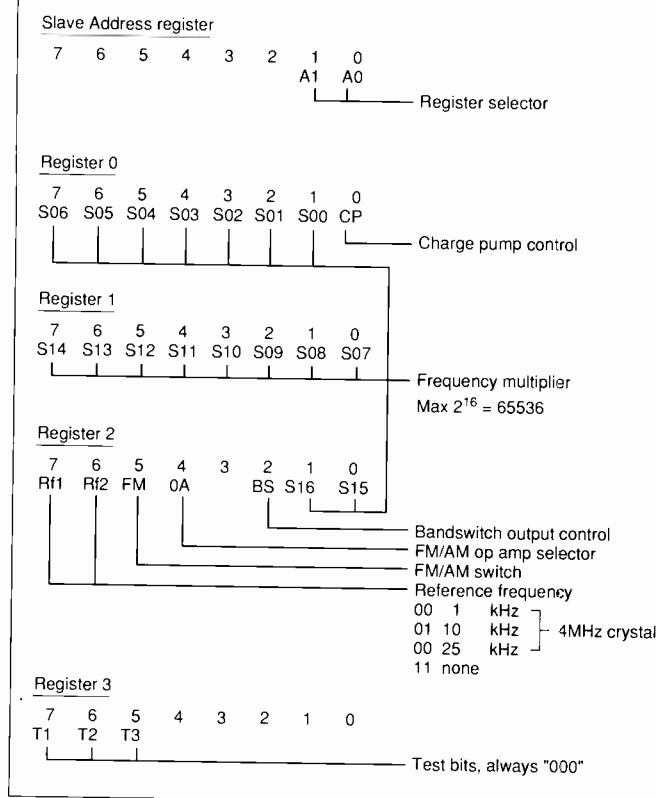 Slave Address register
7 6 5 4 3 2 1 0
A1 A0
Register selector
Register 0
7 6 5 4 3 2 1 0
S06 S05 S04 S03 S02 S01 S00 CP
Charge pump control
Register 1
7 6 5 4 3 2 1 0
S14 S13 S12 S11 S10 S09 S08 S07
Frequency multiplier
Max 2¹⁶ = 65536
Register 2
7 6 5 4 3 2 1 0
Rf1 Rf2 FM 0A BS S16 S15
Bandswitch output control
FM/AM op amp selector
FM/AM switch
Reference frequency
00 1 kHz
01 10 kHz 4MHz crystal
00 25 kHz
11 none
Register 3
7 6 5 4 3 2 1 0
T1 T2 T3
Test bits, always "000"